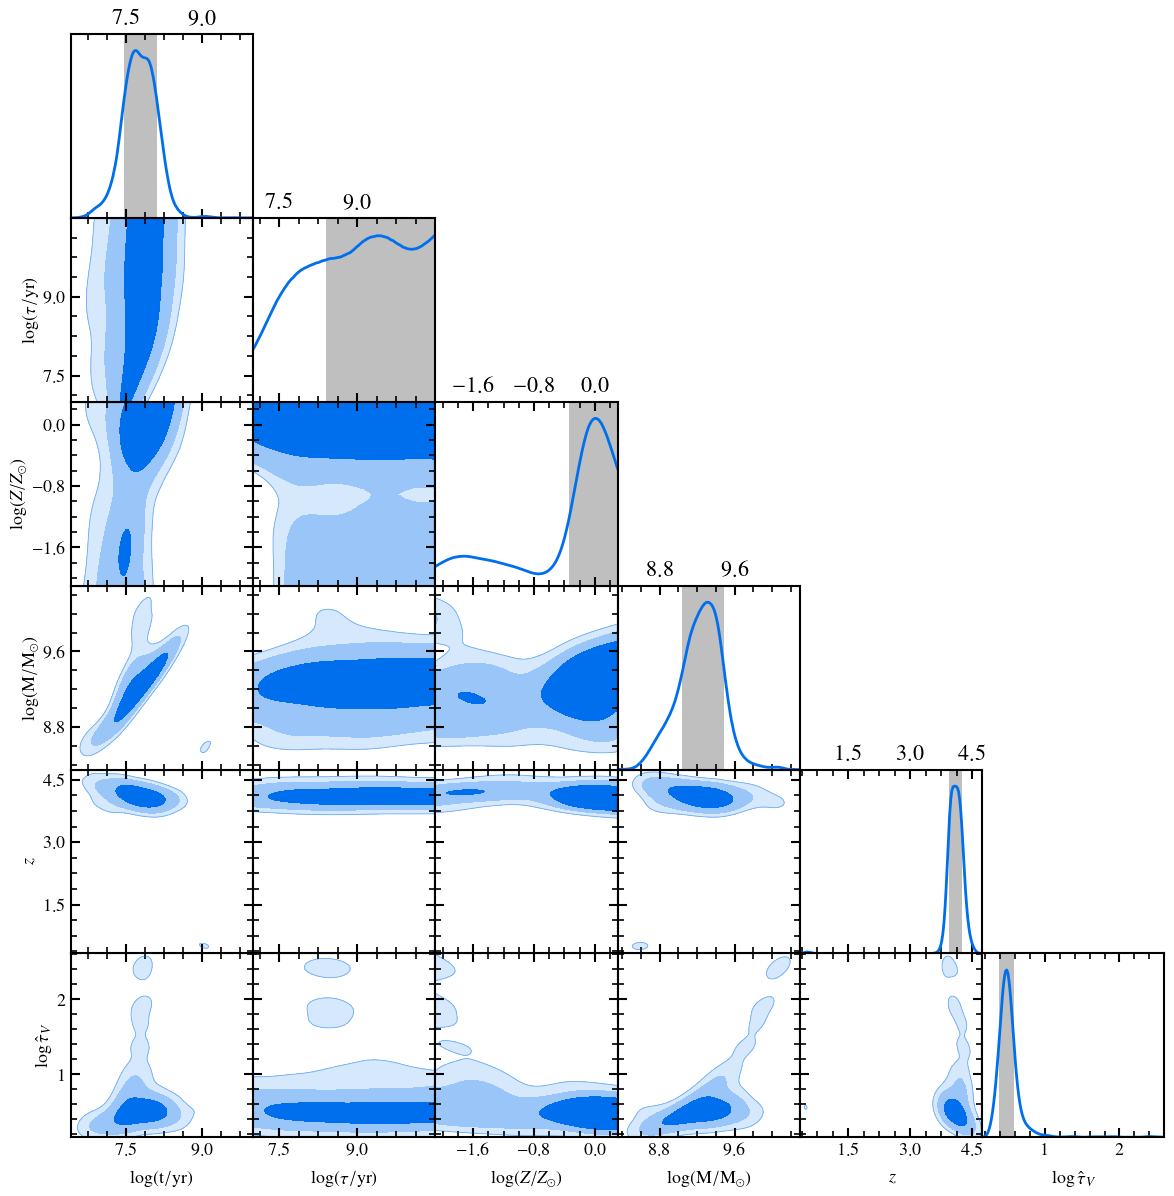 7.5 9.0
7.5 9.0
log(τ/yr)
9.0
7.5
−1.6 −0.8 0.0
log(Z/Z⊙)
0.0
−0.8
−1.6
8.8 9.6
log(M/M⊙)
9.6
8.8
1.5 3.0 4.5
z
4.5
3.0
1.5
log τ̂V
2
1
7.5 9.0 7.5 9.0 −1.6 −0.8 0.0 8.8 9.6 1.5 3.0 4.5 1 2
log(t/yr) log(τ/yr) log(Z/Z⊙) log(M/M⊙) z log τ̂V